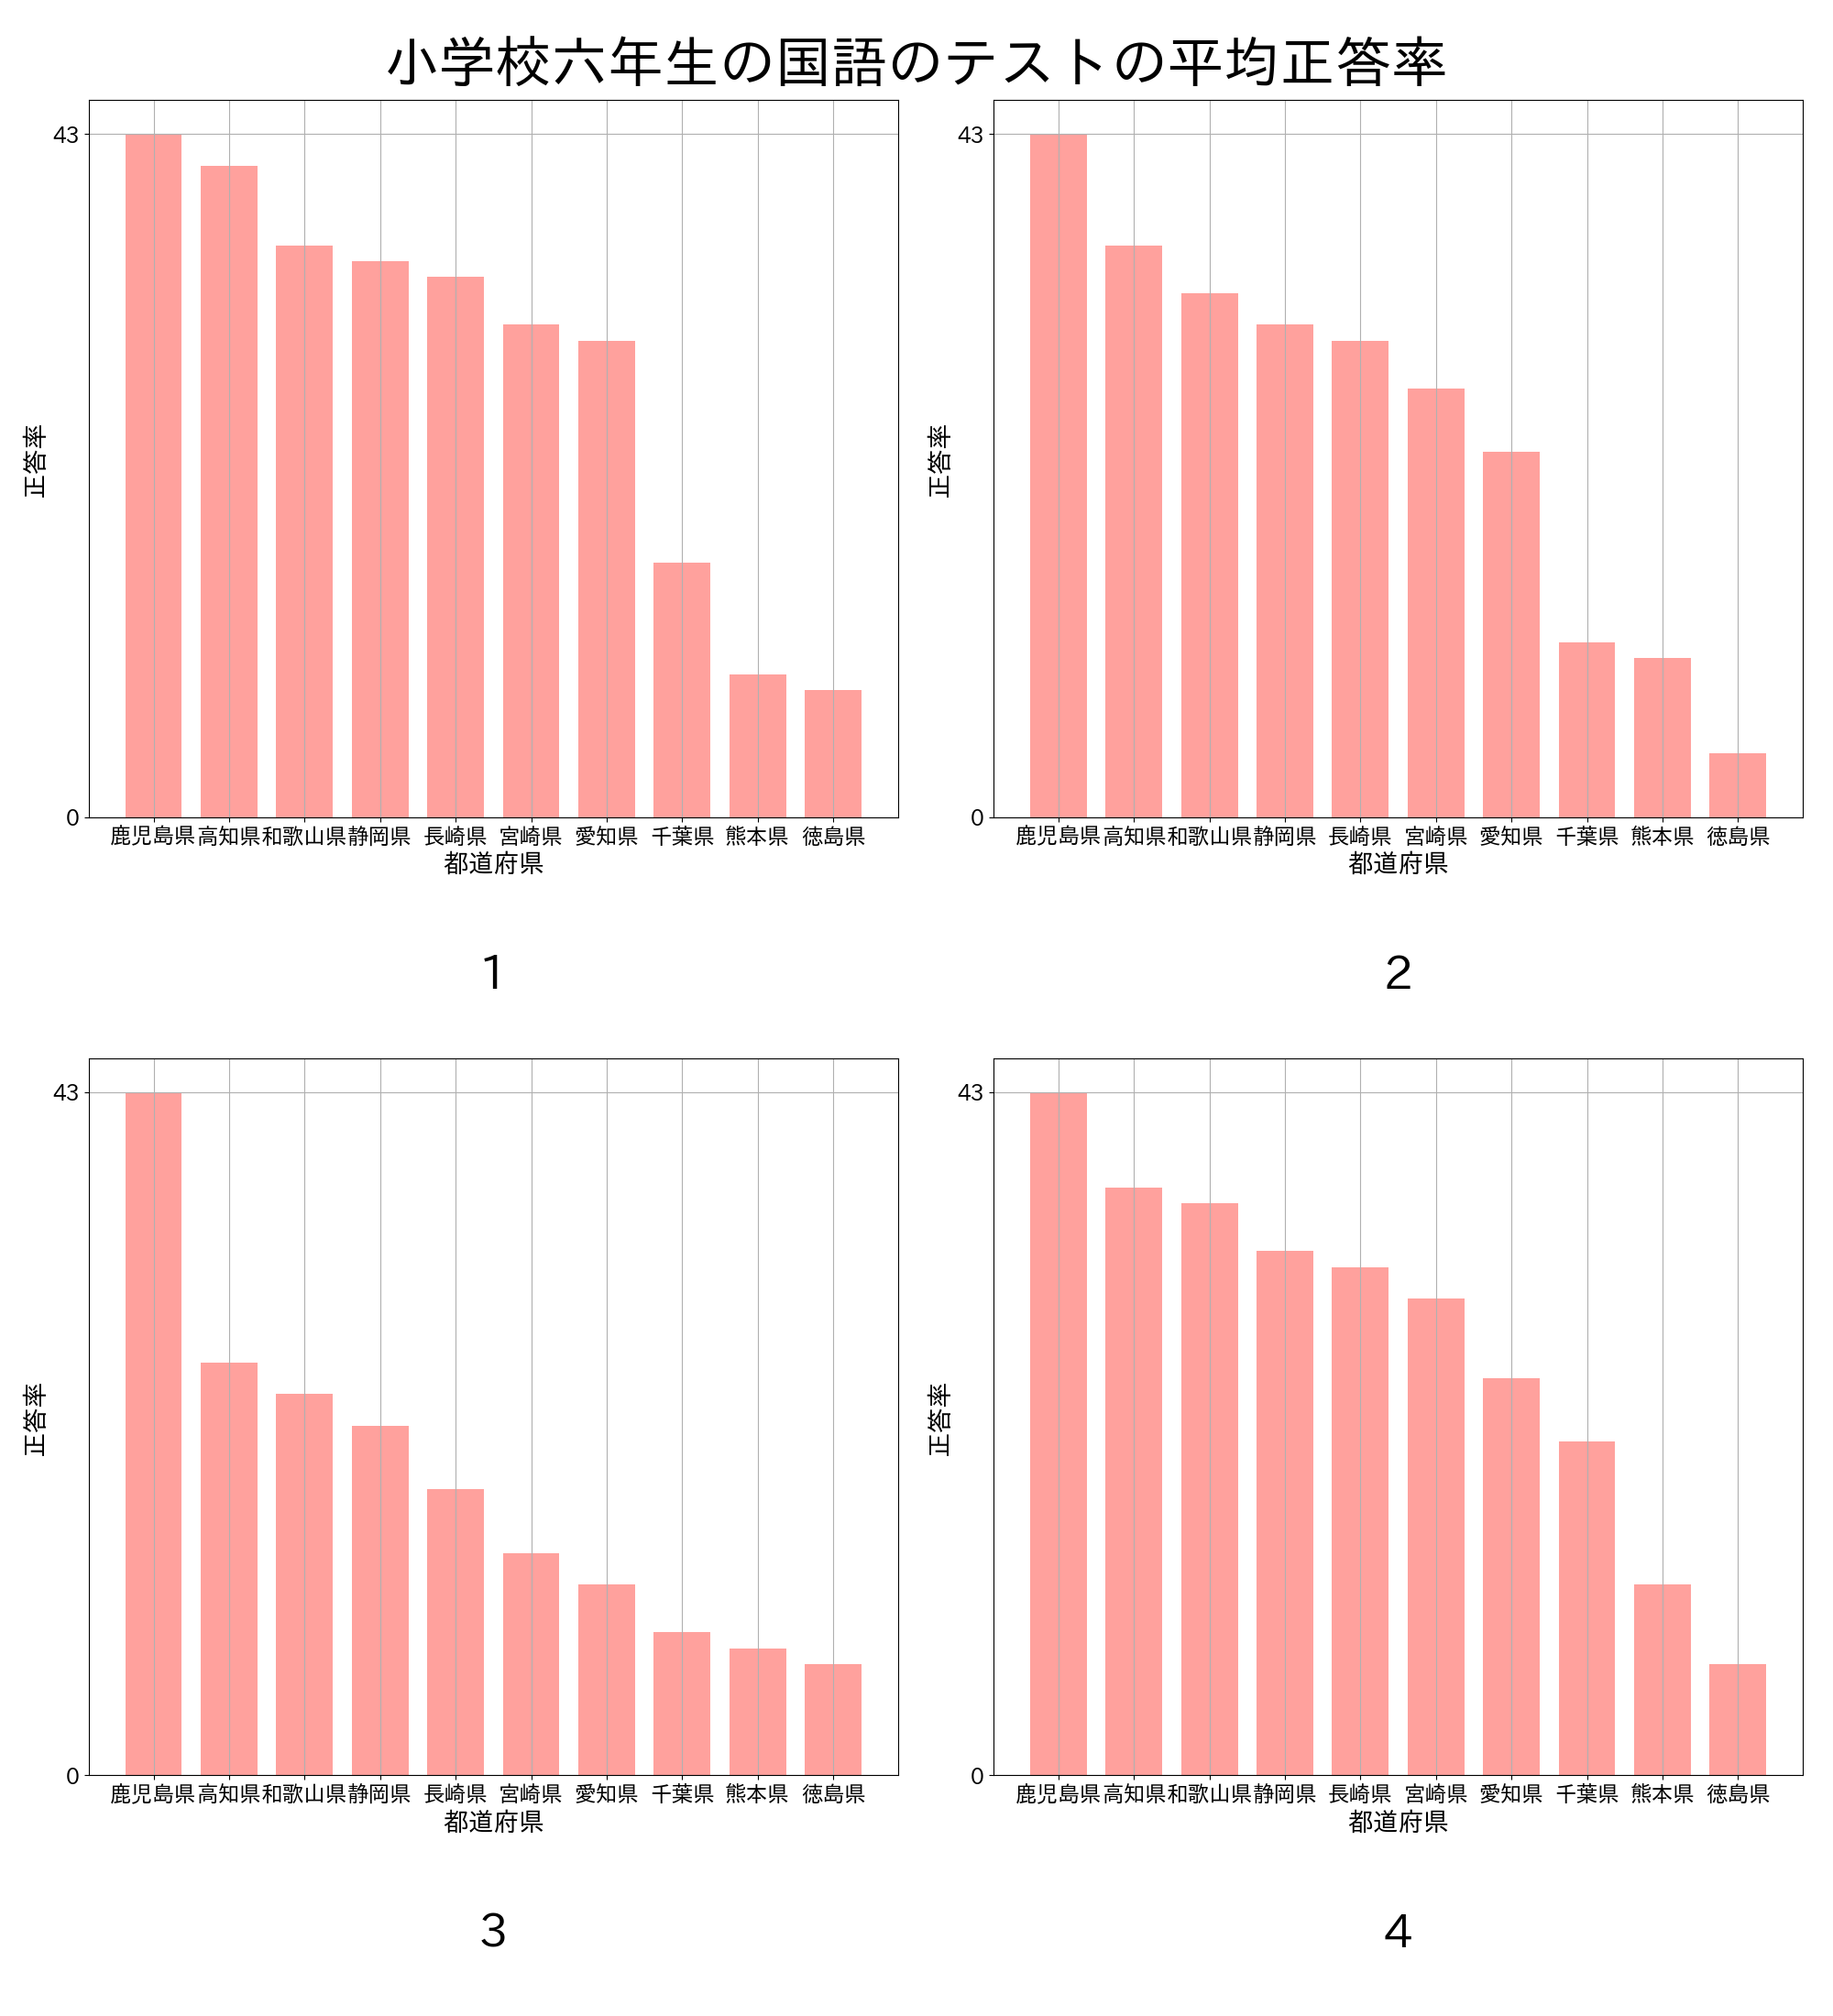 小学校六年生の国語のテストの平均正答率
43
0
正答率
鹿児島県 高知県 和歌山県 静岡県 長崎県 宮崎県 愛知県 千葉県 熊本県 徳島県
都道府県
1
43
0
正答率
鹿児島県 高知県 和歌山県 静岡県 長崎県 宮崎県 愛知県 千葉県 熊本県 徳島県
都道府県
2
43
0
正答率
鹿児島県 高知県 和歌山県 静岡県 長崎県 宮崎県 愛知県 千葉県 熊本県 徳島県
都道府県
3
43
0
正答率
鹿児島県 高知県 和歌山県 静岡県 長崎県 宮崎県 愛知県 千葉県 熊本県 徳島県
都道府県
4